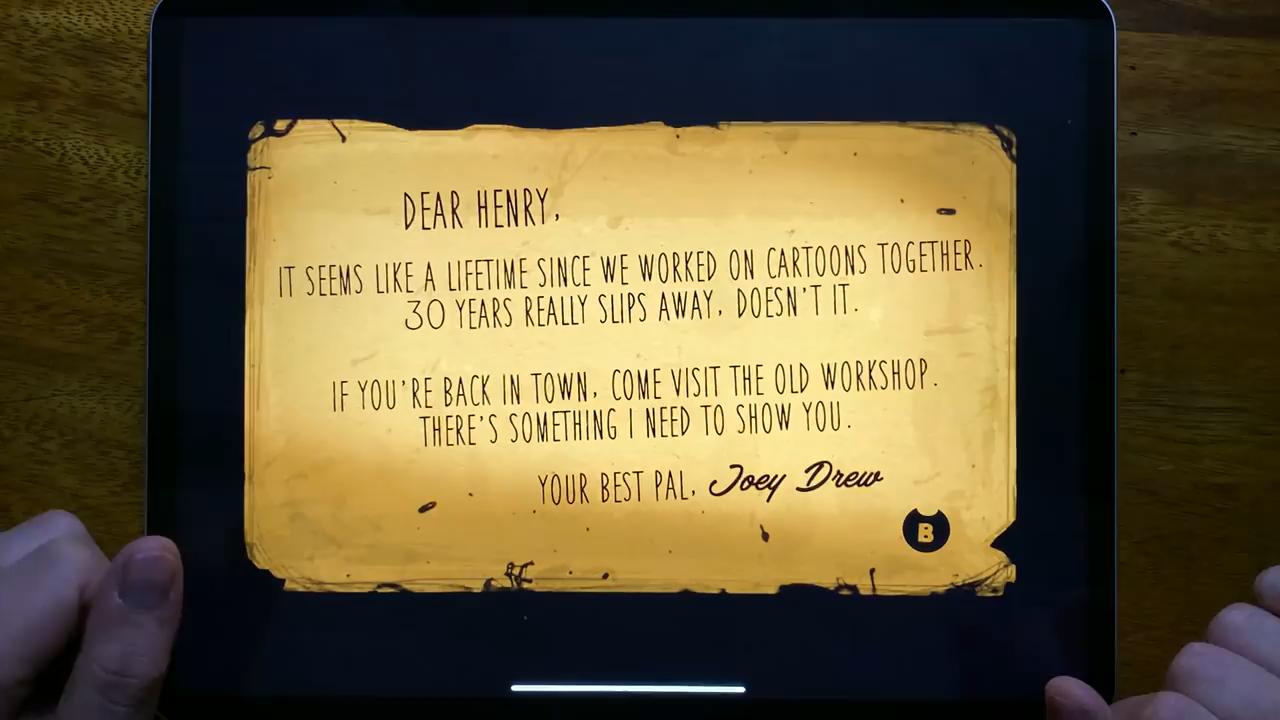 DEAR HENRY,
IT SEEMS LIKE A LIFETIME SINCE WE WORKED ON CARTOONS TOGETHER.
30 YEARS REALLY SLIPS AWAY, DOESN'T IT.
IF YOU'RE BACK IN TOWN, COME VISIT THE OLD WORKSHOP.
THERE'S SOMETHING I NEED TO SHOW YOU.
YOUR BEST PAL, Joey Drew
B